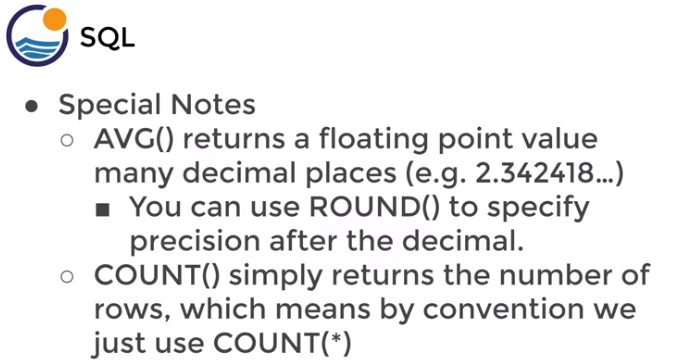 SQL
● Special Notes
○ AVG() returns a floating point value
many decimal places (e.g. 2.342418...)
■ You can use ROUND() to specify
precision after the decimal.
○ COUNT() simply returns the number of
rows, which means by convention we
just use COUNT(*)